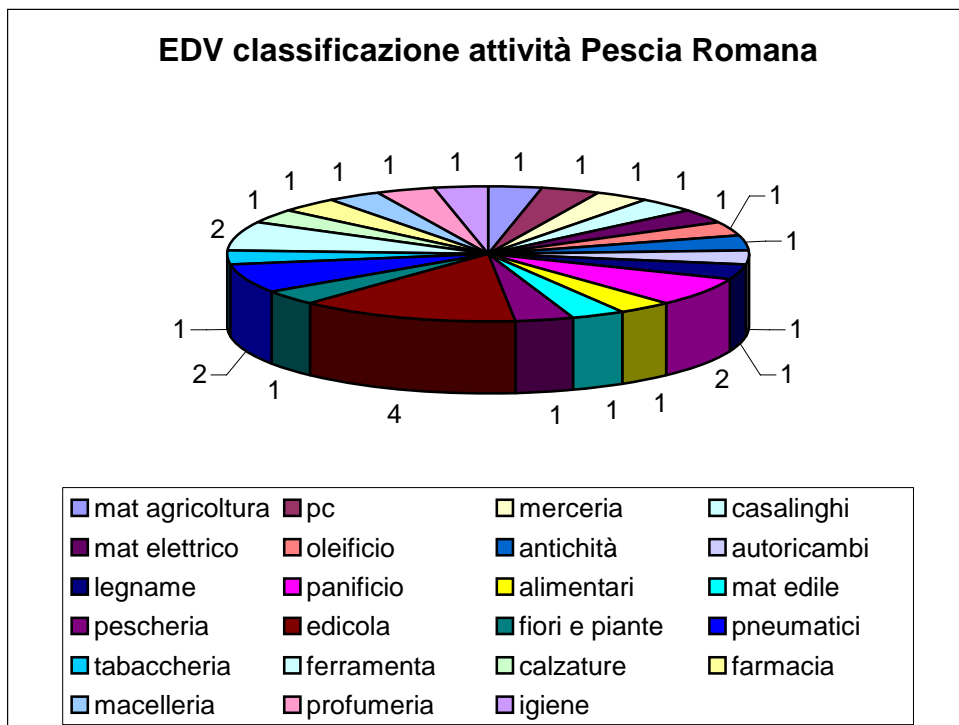 EDV classificazione attività Pescia Romana
1 1 1 1 1 1
1 1 1
1 1
2 1
1 1
2 1
1 4 1 1 1 2
mat agricoltura pc merceria casalinghi
mat elettrico oleificio antichità autoricambi
legname panificio alimentari mat edile
pescheria edicola fiori e piante pneumatici
tabaccheria ferramenta calzature farmacia
macelleria profumeria igiene